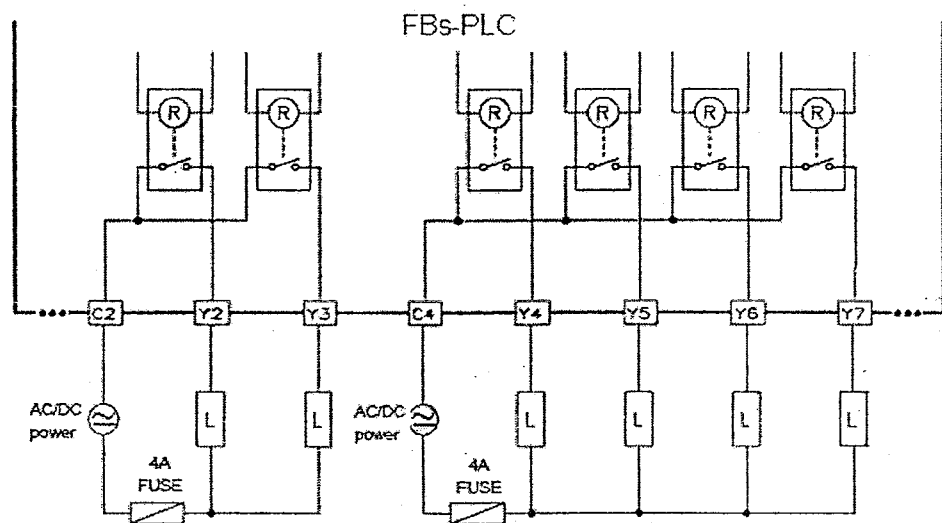 FBs-PLC
R R R R R R
C2 Y2 Y3 C4 Y4 Y5 Y6 Y7
AC/DC
power
L L
AC/DC
power
L L L L
4A
FUSE
4A
FUSE